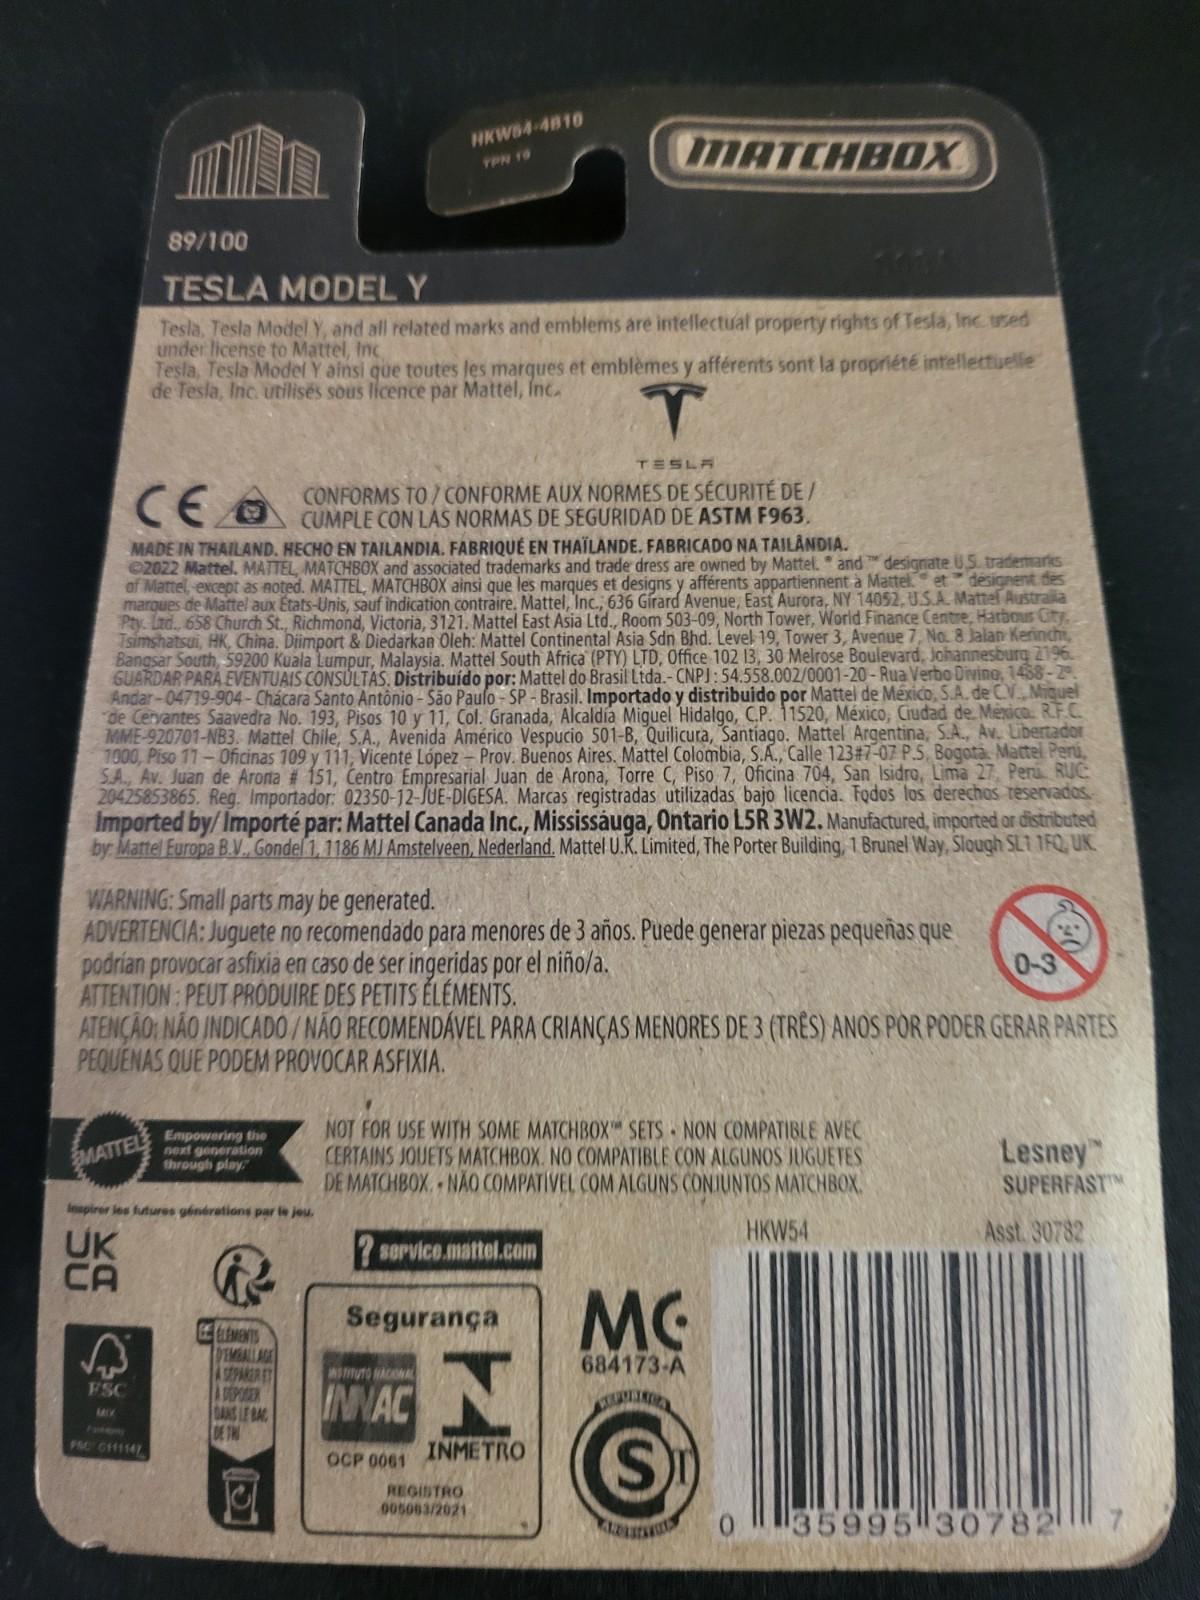 HKW54-4B10
TPN 10
MATCHBOX
89/100
TESLA MODEL Y
Tesla, Tesla Model Y, and all related marks and emblems are intellectual property rights of Tesla, Inc. used
under license to Mattel, Inc
Tesla, Tesla Model Y ainsi que toutes les marques et emblèmes y afférents sont la propriété intellectuelle
de Tesla, Inc. utilisés sous licence par Mattel, Inc.
TESLA
CE
CONFORMS TO / CONFORME AUX NORMES DE SÉCURITÉ DE /
CUMPLE CON LAS NORMAS DE SEGURIDAD DE ASTM F963.
MADE IN THAILAND. HECHO EN TAILANDIA. FABRIQUÉ EN THAÏLANDE. FABRICADO NA TAILÂNDIA.
©2022 Mattel. MATTEL, MATCHBOX and associated trademarks and trade dress are owned by Mattel. ® and ™ designate U.S. trademarks
of Mattel, except as noted. MATTEL, MATCHBOX ainsi que les marques et designs y afférents appartiennent à Mattel. ® et ™ désignent des
marques de Mattel aux États-Unis, sauf indication contraire. Mattel, Inc., 636 Girard Avenue, East Aurora, NY 14052, U.S.A. Mattel Australia
Pty. Ltd., 658 Church St., Richmond, Victoria, 3121. Mattel East Asia Ltd., Room 503-09, North Tower, World Finance Centre, Harbour City,
Tsimshatsui, HK, China. Diimport & Diedarkan Oleh: Mattel Continental Asia Sdn Bhd. Level 19, Tower 3, Avenue 7, No. 8 Jalan Kerinchi,
Bangsar South, 59200 Kuala Lumpur, Malaysia. Mattel South Africa (PTY) LTD, Office 102 I3, 30 Melrose Boulevard, Johannesburg 2196.
GUARDAR PARA EVENTUAIS CONSULTAS. Distribuído por: Mattel do Brasil Ltda.- CNPJ : 54.558.002/0001-20 - Rua Verbo Divino, 1488 - 2º.
Andar - 04719-904 - Chácara Santo Antônio - São Paulo - SP - Brasil. Importado y distribuido por Mattel de México, S.A. de C.V., Miguel
de Cervantes Saavedra No. 193, Pisos 10 y 11, Col. Granada, Alcaldía Miguel Hidalgo, C.P. 11520, México, Ciudad de México. R.F.C.
MME-920701-NB3. Mattel Chile, S.A., Avenida Américo Vespucio 501-B, Quilicura, Santiago. Mattel Argentina, S.A., Av. Libertador
1000, Piso 11 – Oficinas 109 y 111, Vicente López – Prov. Buenos Aires. Mattel Colombia, S.A., Calle 123#7-07 P.5, Bogotá. Mattel Perú,
S.A., Av. Juan de Arona # 151, Centro Empresarial Juan de Arona, Torre C, Piso 7, Oficina 704, San Isidro, Lima 27, Perú. RUC:
20425853865. Reg. Importador: 02350-12-JUE-DIGESA. Marcas registradas utilizadas bajo licencia. Todos los derechos reservados.
Imported by/ Importé par: Mattel Canada Inc., Mississauga, Ontario L5R 3W2. Manufactured, imported or distributed
by: Mattel Europa B.V., Gondel 1, 1186 MJ Amstelveen, Nederland. Mattel U.K. Limited, The Porter Building, 1 Brunel Way, Slough SL1 1FQ, UK.
WARNING: Small parts may be generated.
ADVERTENCIA: Juguete no recomendado para menores de 3 años. Puede generar piezas pequeñas que
podrían provocar asfixia en caso de ser ingeridas por el niño/a.
ATTENTION : PEUT PRODUIRE DES PETITS ÉLÉMENTS.
0-3
ATENÇÃO: NÃO INDICADO / NÃO RECOMENDÁVEL PARA CRIANÇAS MENORES DE 3 (TRÊS) ANOS POR PODER GERAR PARTES
PEQUENAS QUE PODEM PROVOCAR ASFIXIA.
MATTEL
Empowering the
next generation
through play.™
Inspirer les futures générations par le jeu.
NOT FOR USE WITH SOME MATCHBOX™ SETS • NON COMPATIBLE AVEC
CERTAINS JOUETS MATCHBOX. NO COMPATIBLE CON ALGUNOS JUGUETES
DE MATCHBOX. • NÃO COMPATÍVEL COM ALGUNS CONJUNTOS MATCHBOX.
Lesney™
SUPERFAST™
UK
CA
? service.mattel.com
HKW54 Asst. 30782
FR
ÉLÉMENTS
D'EMBALLAGE
À SÉPARER ET
À DÉPOSER
DANS LE BAC
DE TRI
FSC
MIX
Packaging
FSC® C111147
Segurança
INSTITUTO NACIONAL
INNAC
OCP 0061
INMETRO
REGISTRO
005063/2021
MC
684173-A
REPUBLICA
S T
ARGENTINA
0 35995 30782 7